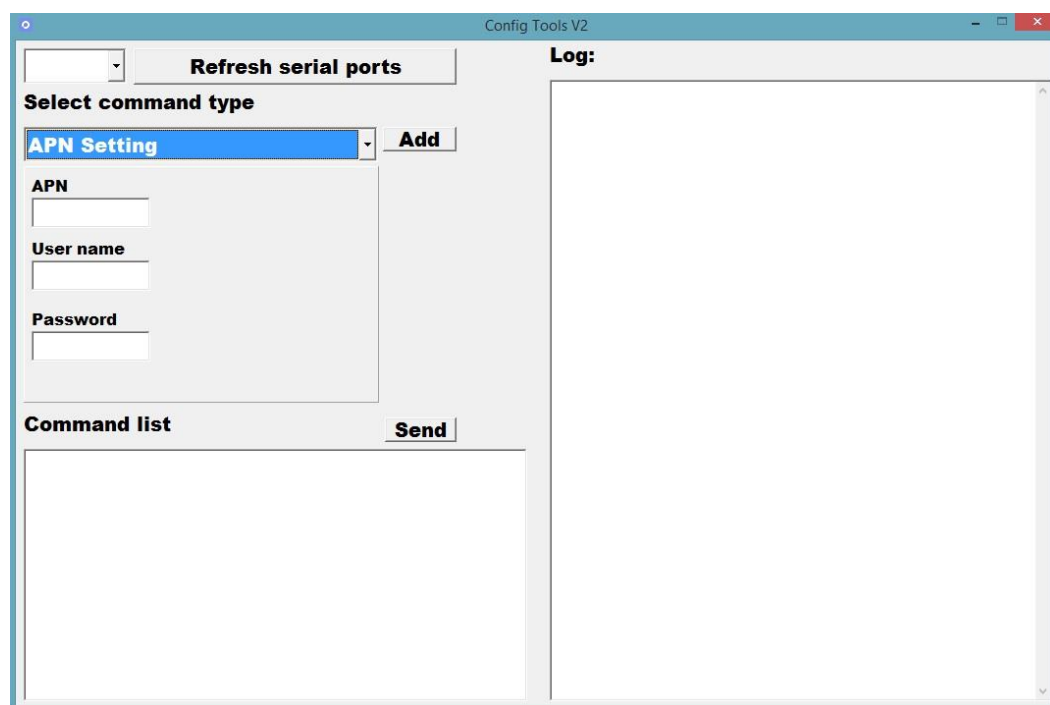 Config Tools V2
Refresh serial ports
Select command type
APN Setting
Add
APN
User name
Password
Command list
Send
Log: